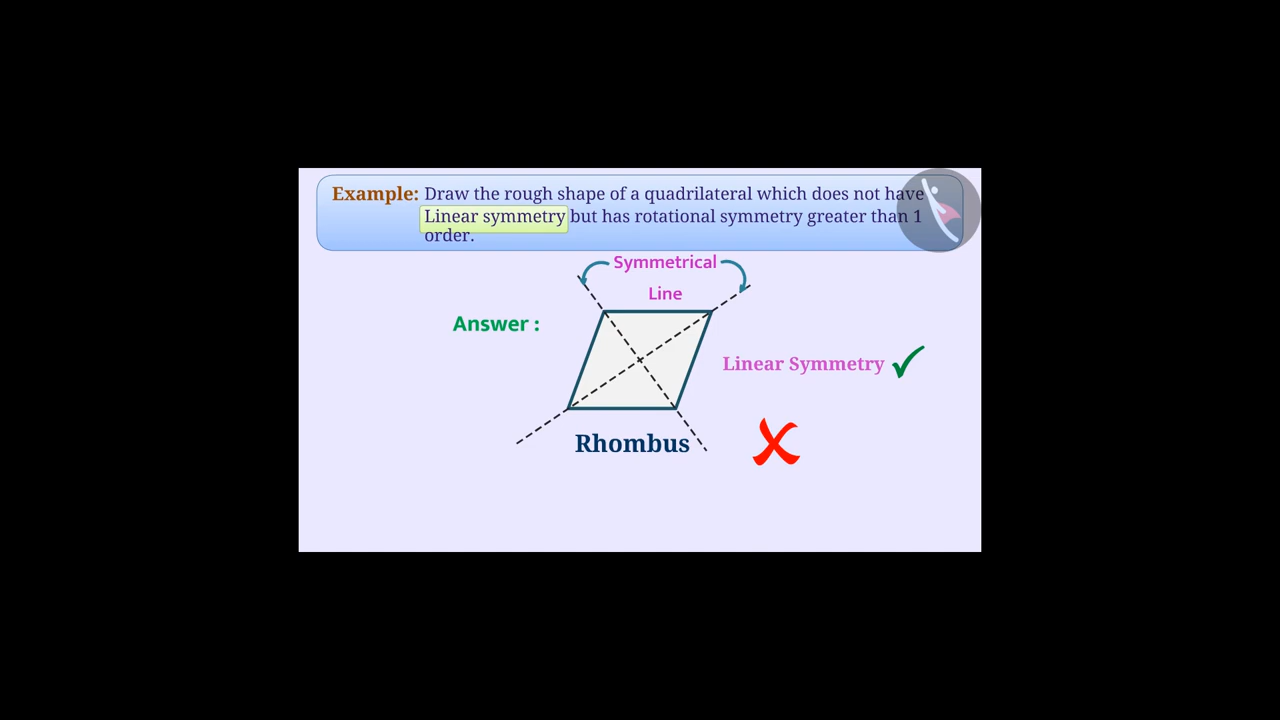 Example: Draw the rough shape of a quadrilateral which does not have
Linear symmetry but has rotational symmetry greater than 1
order.
Symmetrical
Line
Answer :
Linear Symmetry
Rhombus